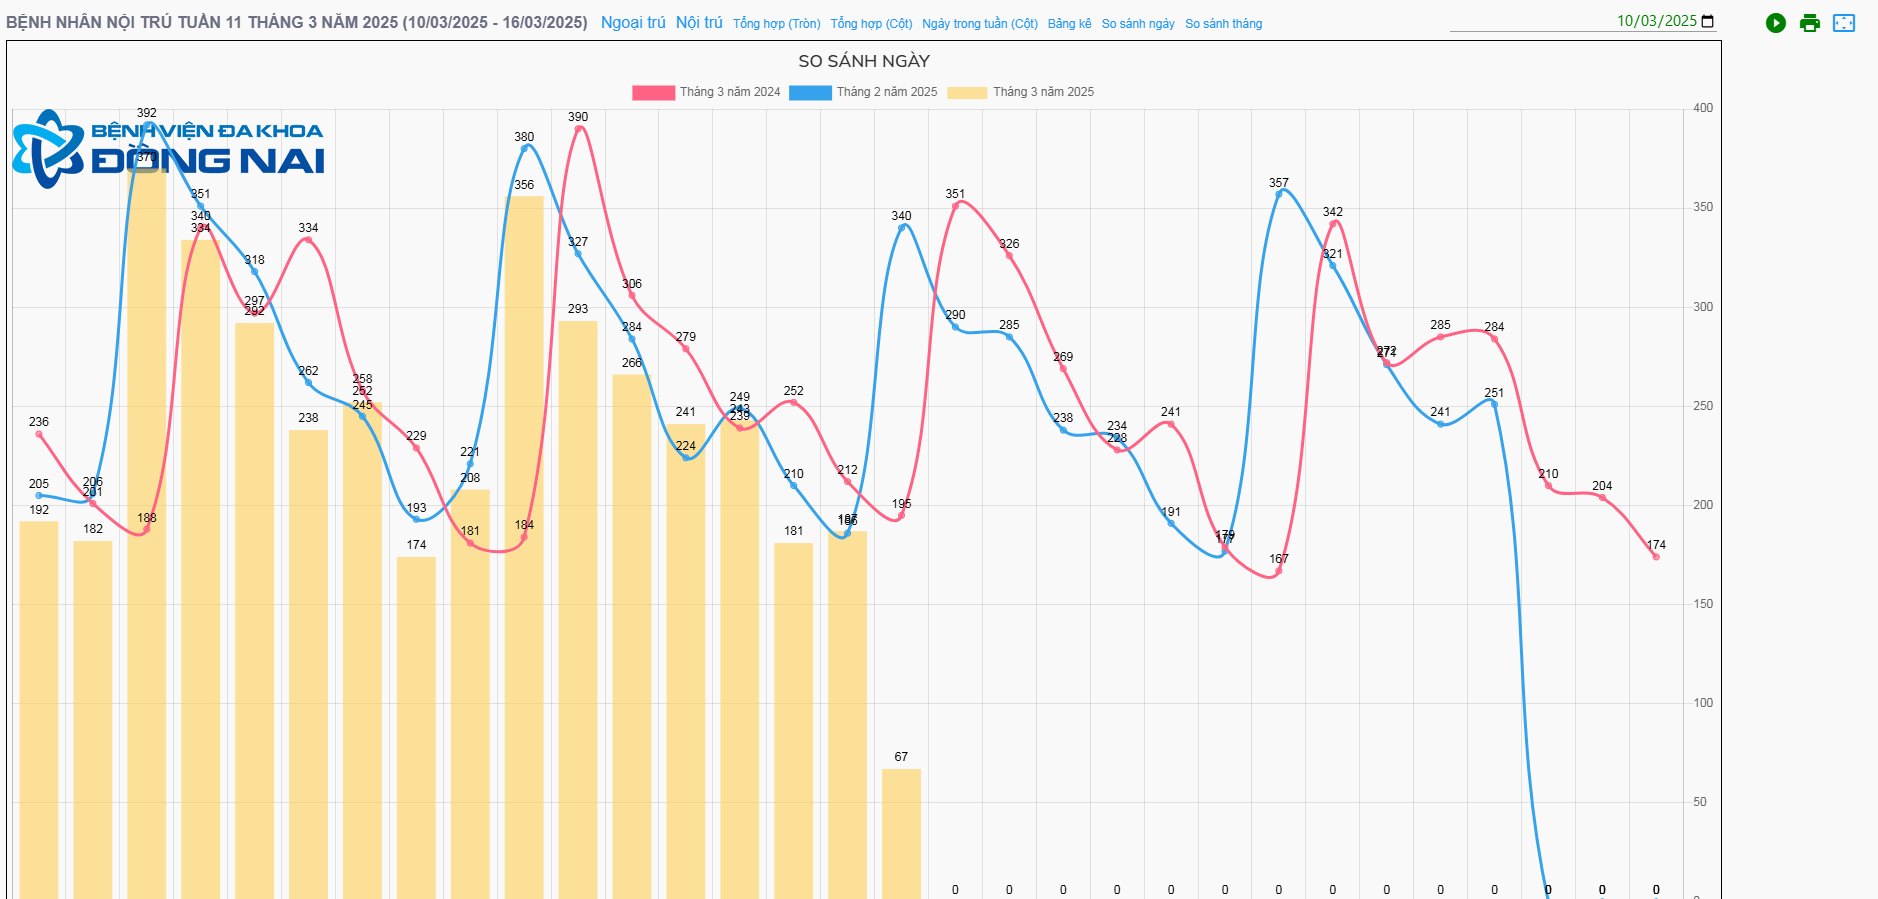 BỆNH NHÂN NỘI TRÚ TUẦN 11 THÁNG 3 NĂM 2025 (10/03/2025 - 16/03/2025) Ngoại trú Nội trú Tổng hợp (Tròn) Tổng hợp (Cột) Ngày trong tuần (Cột) Bảng kê So sánh ngày So sánh tháng 10/03/2025
SO SÁNH NGÀY
Tháng 3 năm 2024 Tháng 2 năm 2025 Tháng 3 năm 2025
BỆNH VIỆN ĐA KHOA
ĐỒNG NAI
400
350
300
250
200
150
100
50
0
236 205 192
206 201 182
392 370 188
351 340 334
318 297 292
334 262 238
258 252 245
229 193 174
221 208 181
380 356 184
390 327 293
306 284 266
279 241 224
249 243 239
252 210 181
212 187 186
340 195 67
351 290 0
326 285 0
269 238 0
234 228 0
241 191 0
179 177 0
357 167 0
342 321 0
272 271 0
285 241 0
284 251 0
210 0
204 0
174 0